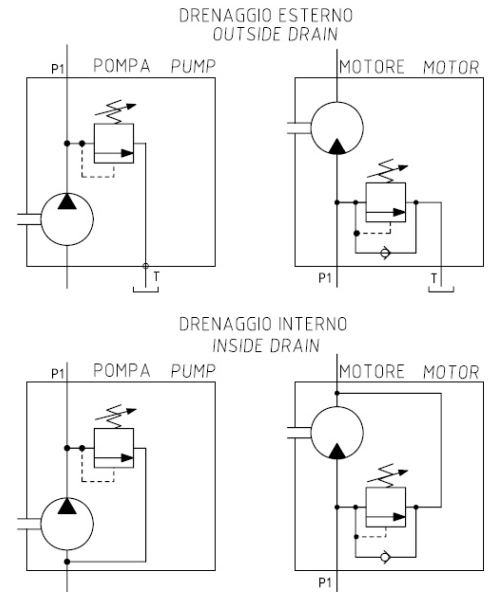 DRENAGGIO ESTERNO
OUTSIDE DRAIN
P1 POMPA PUMP
MOTORE MOTOR
T
P1
T
DRENAGGIO INTERNO
INSIDE DRAIN
P1 POMPA PUMP
MOTORE MOTOR
P1